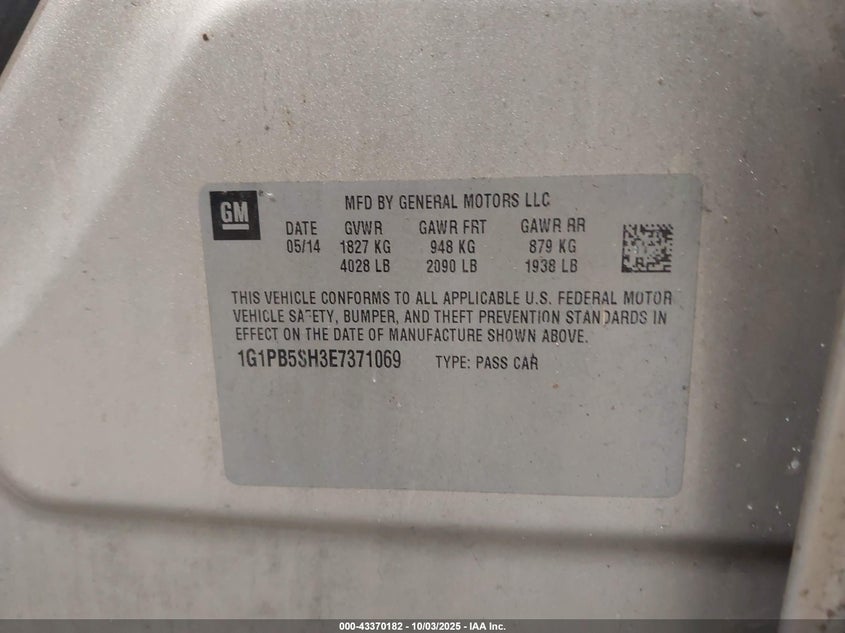 GM
MFD BY GENERAL MOTORS LLC
DATE GVWR GAWR FRT GAWR RR
05/14 1827 KG 948 KG 879 KG
4028 LB 2090 LB 1938 LB
THIS VEHICLE CONFORMS TO ALL APPLICABLE U.S. FEDERAL MOTOR
VEHICLE SAFETY, BUMPER, AND THEFT PREVENTION STANDARDS IN
EFFECT ON THE DATE OF MANUFACTURE SHOWN ABOVE.
1G1PB5SH3E7371069 TYPE: PASS CAR
000-43370182 - 10/03/2025 - IAA Inc.